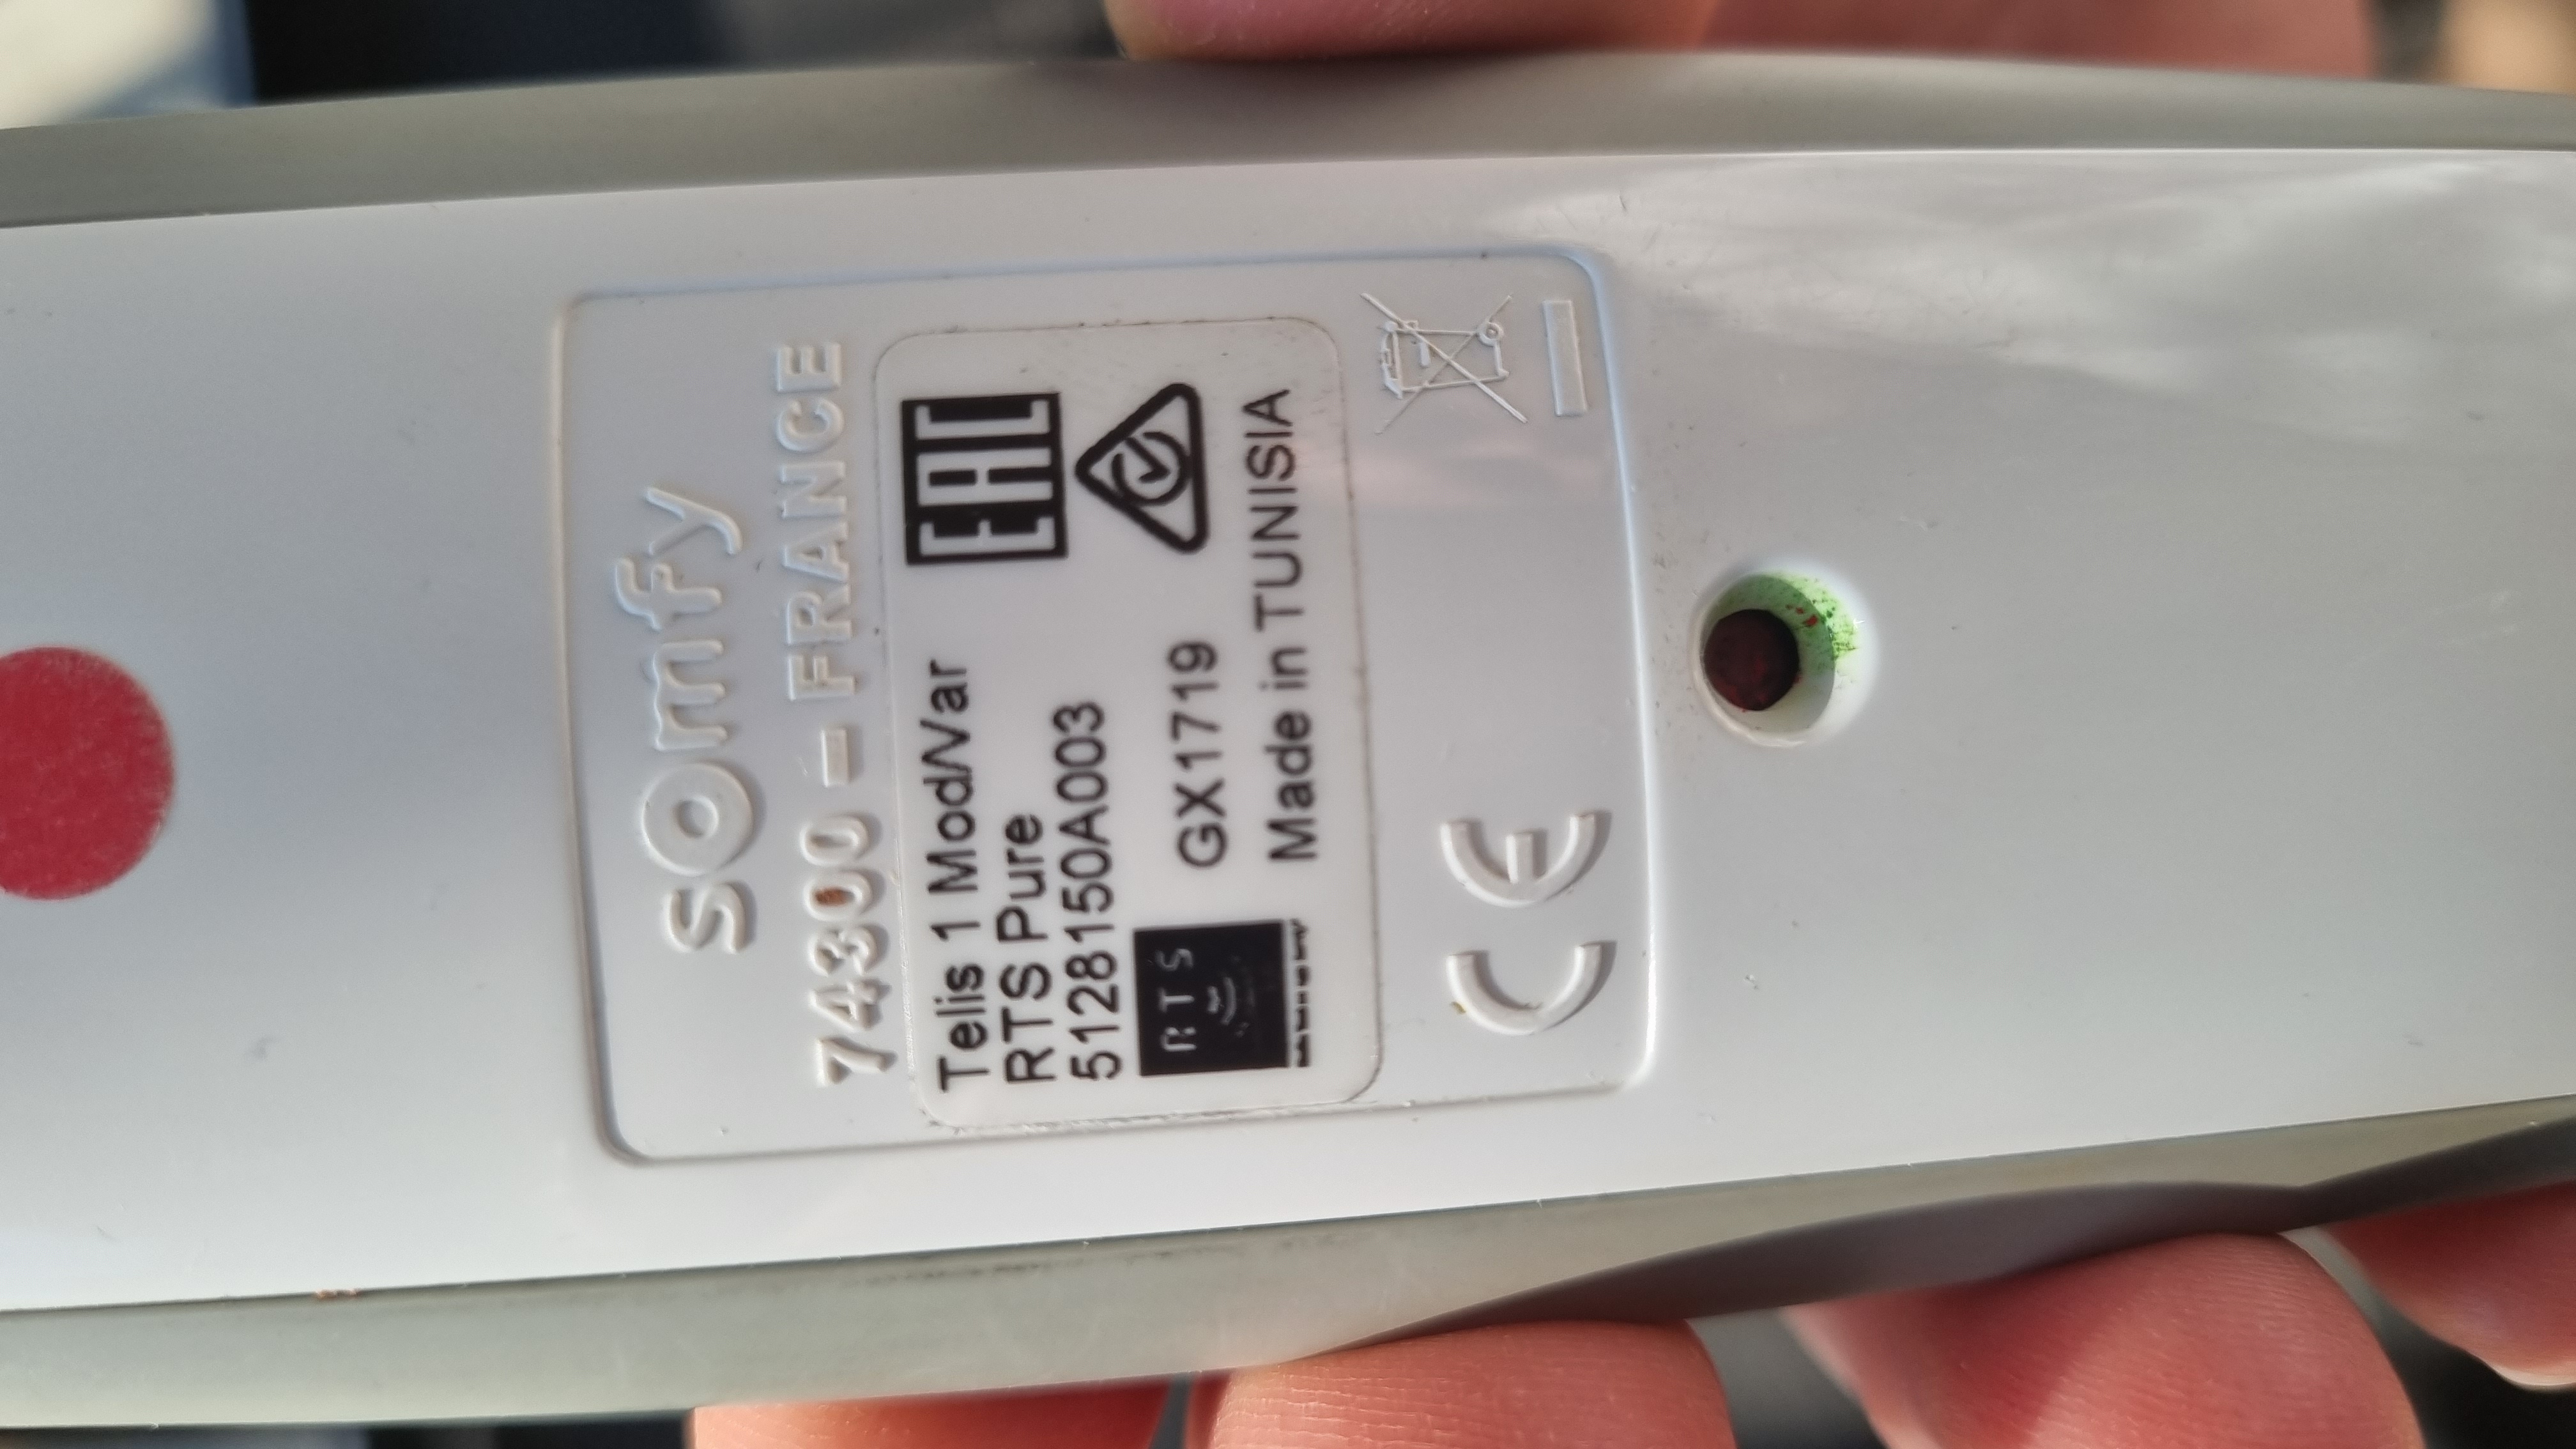 somfy
74300 - FRANCE
Telis 1 Mod/Var
RTS Pure
5128150A003
EAC
RTS
GX1719
Made in TUNISIA
CE